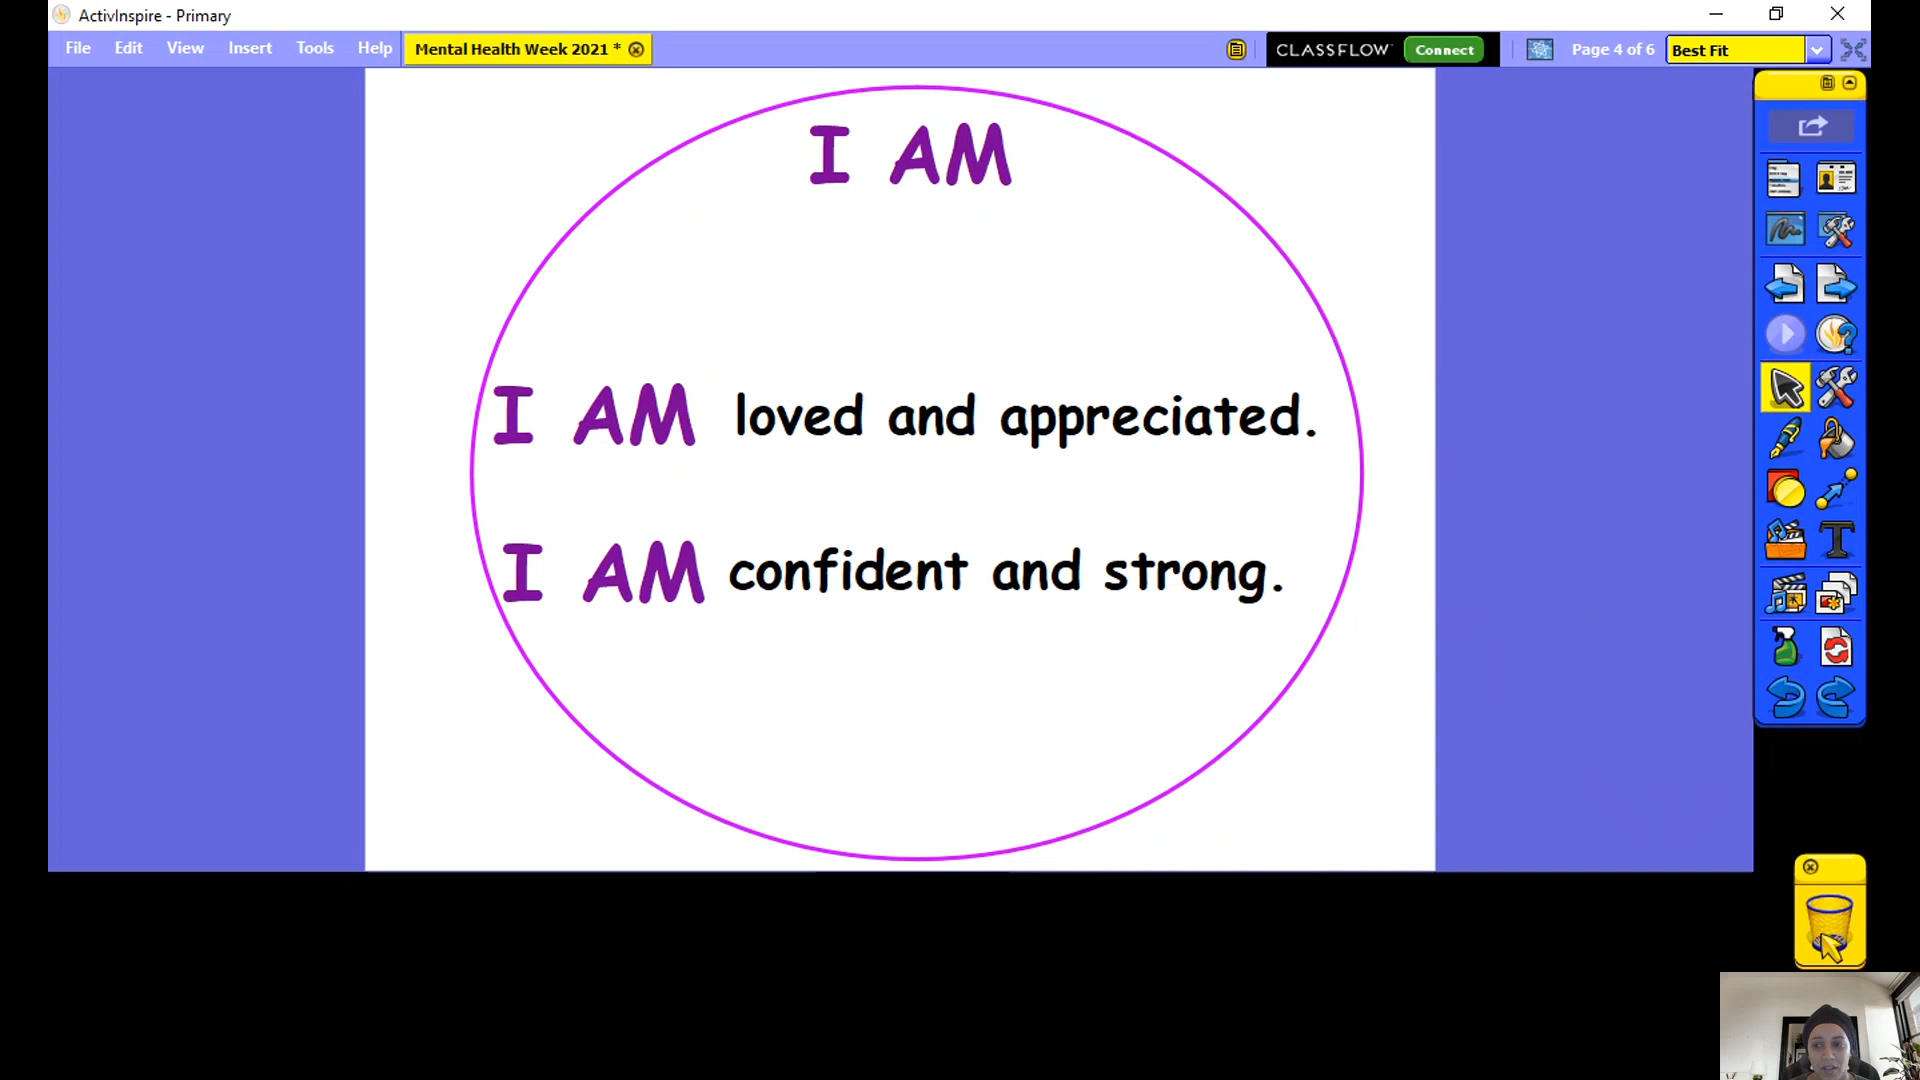 ActivInspire - Primary
File Edit View Insert Tools Help Mental Health Week 2021 * CLASSFLOW Connect Page 4 of 6 Best Fit
I AM
I AM loved and appreciated.
I AM confident and strong.